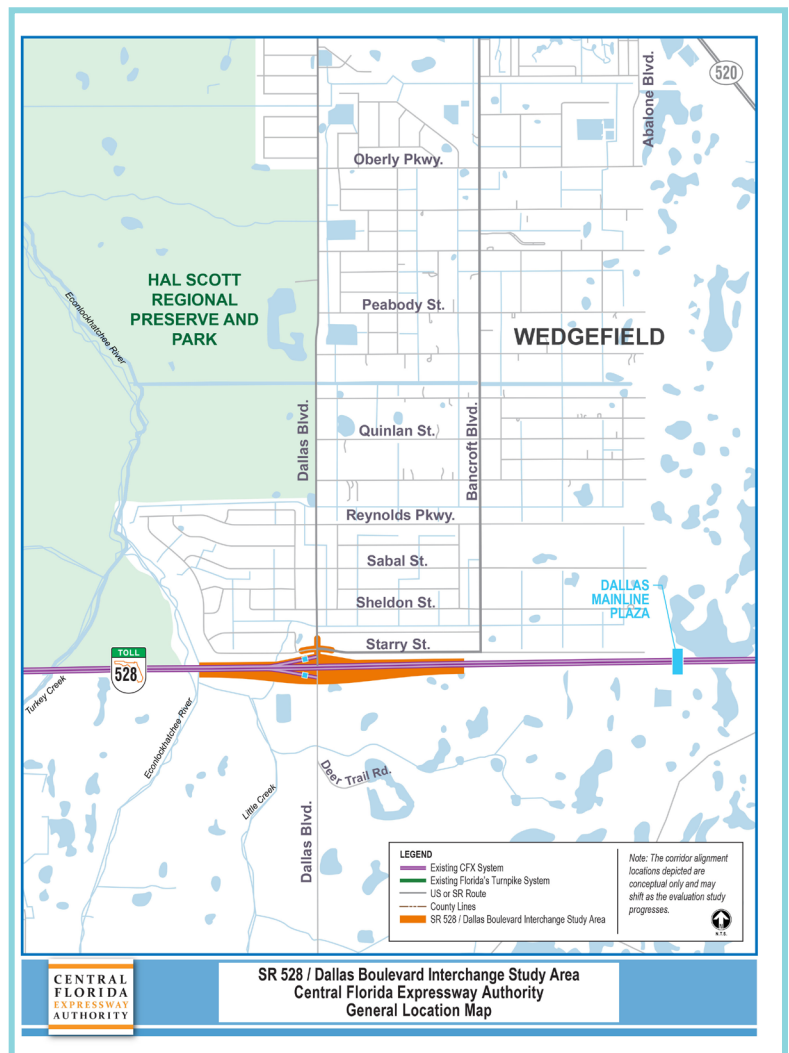 520
Abalone Blvd.
Oberly Pkwy.
HAL SCOTT
REGIONAL
PRESERVE AND
PARK
Econlockhatchee River
Peabody St.
WEDGEFIELD
Dallas Blvd.
Quinlan St.
Bancroft Blvd.
Reynolds Pkwy.
Sabal St.
Sheldon St.
DALLAS
MAINLINE
PLAZA
Starry St.
TOLL
528
Turkey Creek
Econlockhatchee River
Little Creek
Deer Trail Rd.
Dallas Blvd.
LEGEND
Existing CFX System
Existing Florida's Turnpike System
US or SR Route
County Lines
SR 528 / Dallas Boulevard Interchange Study Area
Note: The corridor alignment
locations depicted are
conceptual only and may
shift as the evaluation study
progresses.
N.T.S.
CENTRAL
FLORIDA
EXPRESSWAY
AUTHORITY
SR 528 / Dallas Boulevard Interchange Study Area
Central Florida Expressway Authority
General Location Map